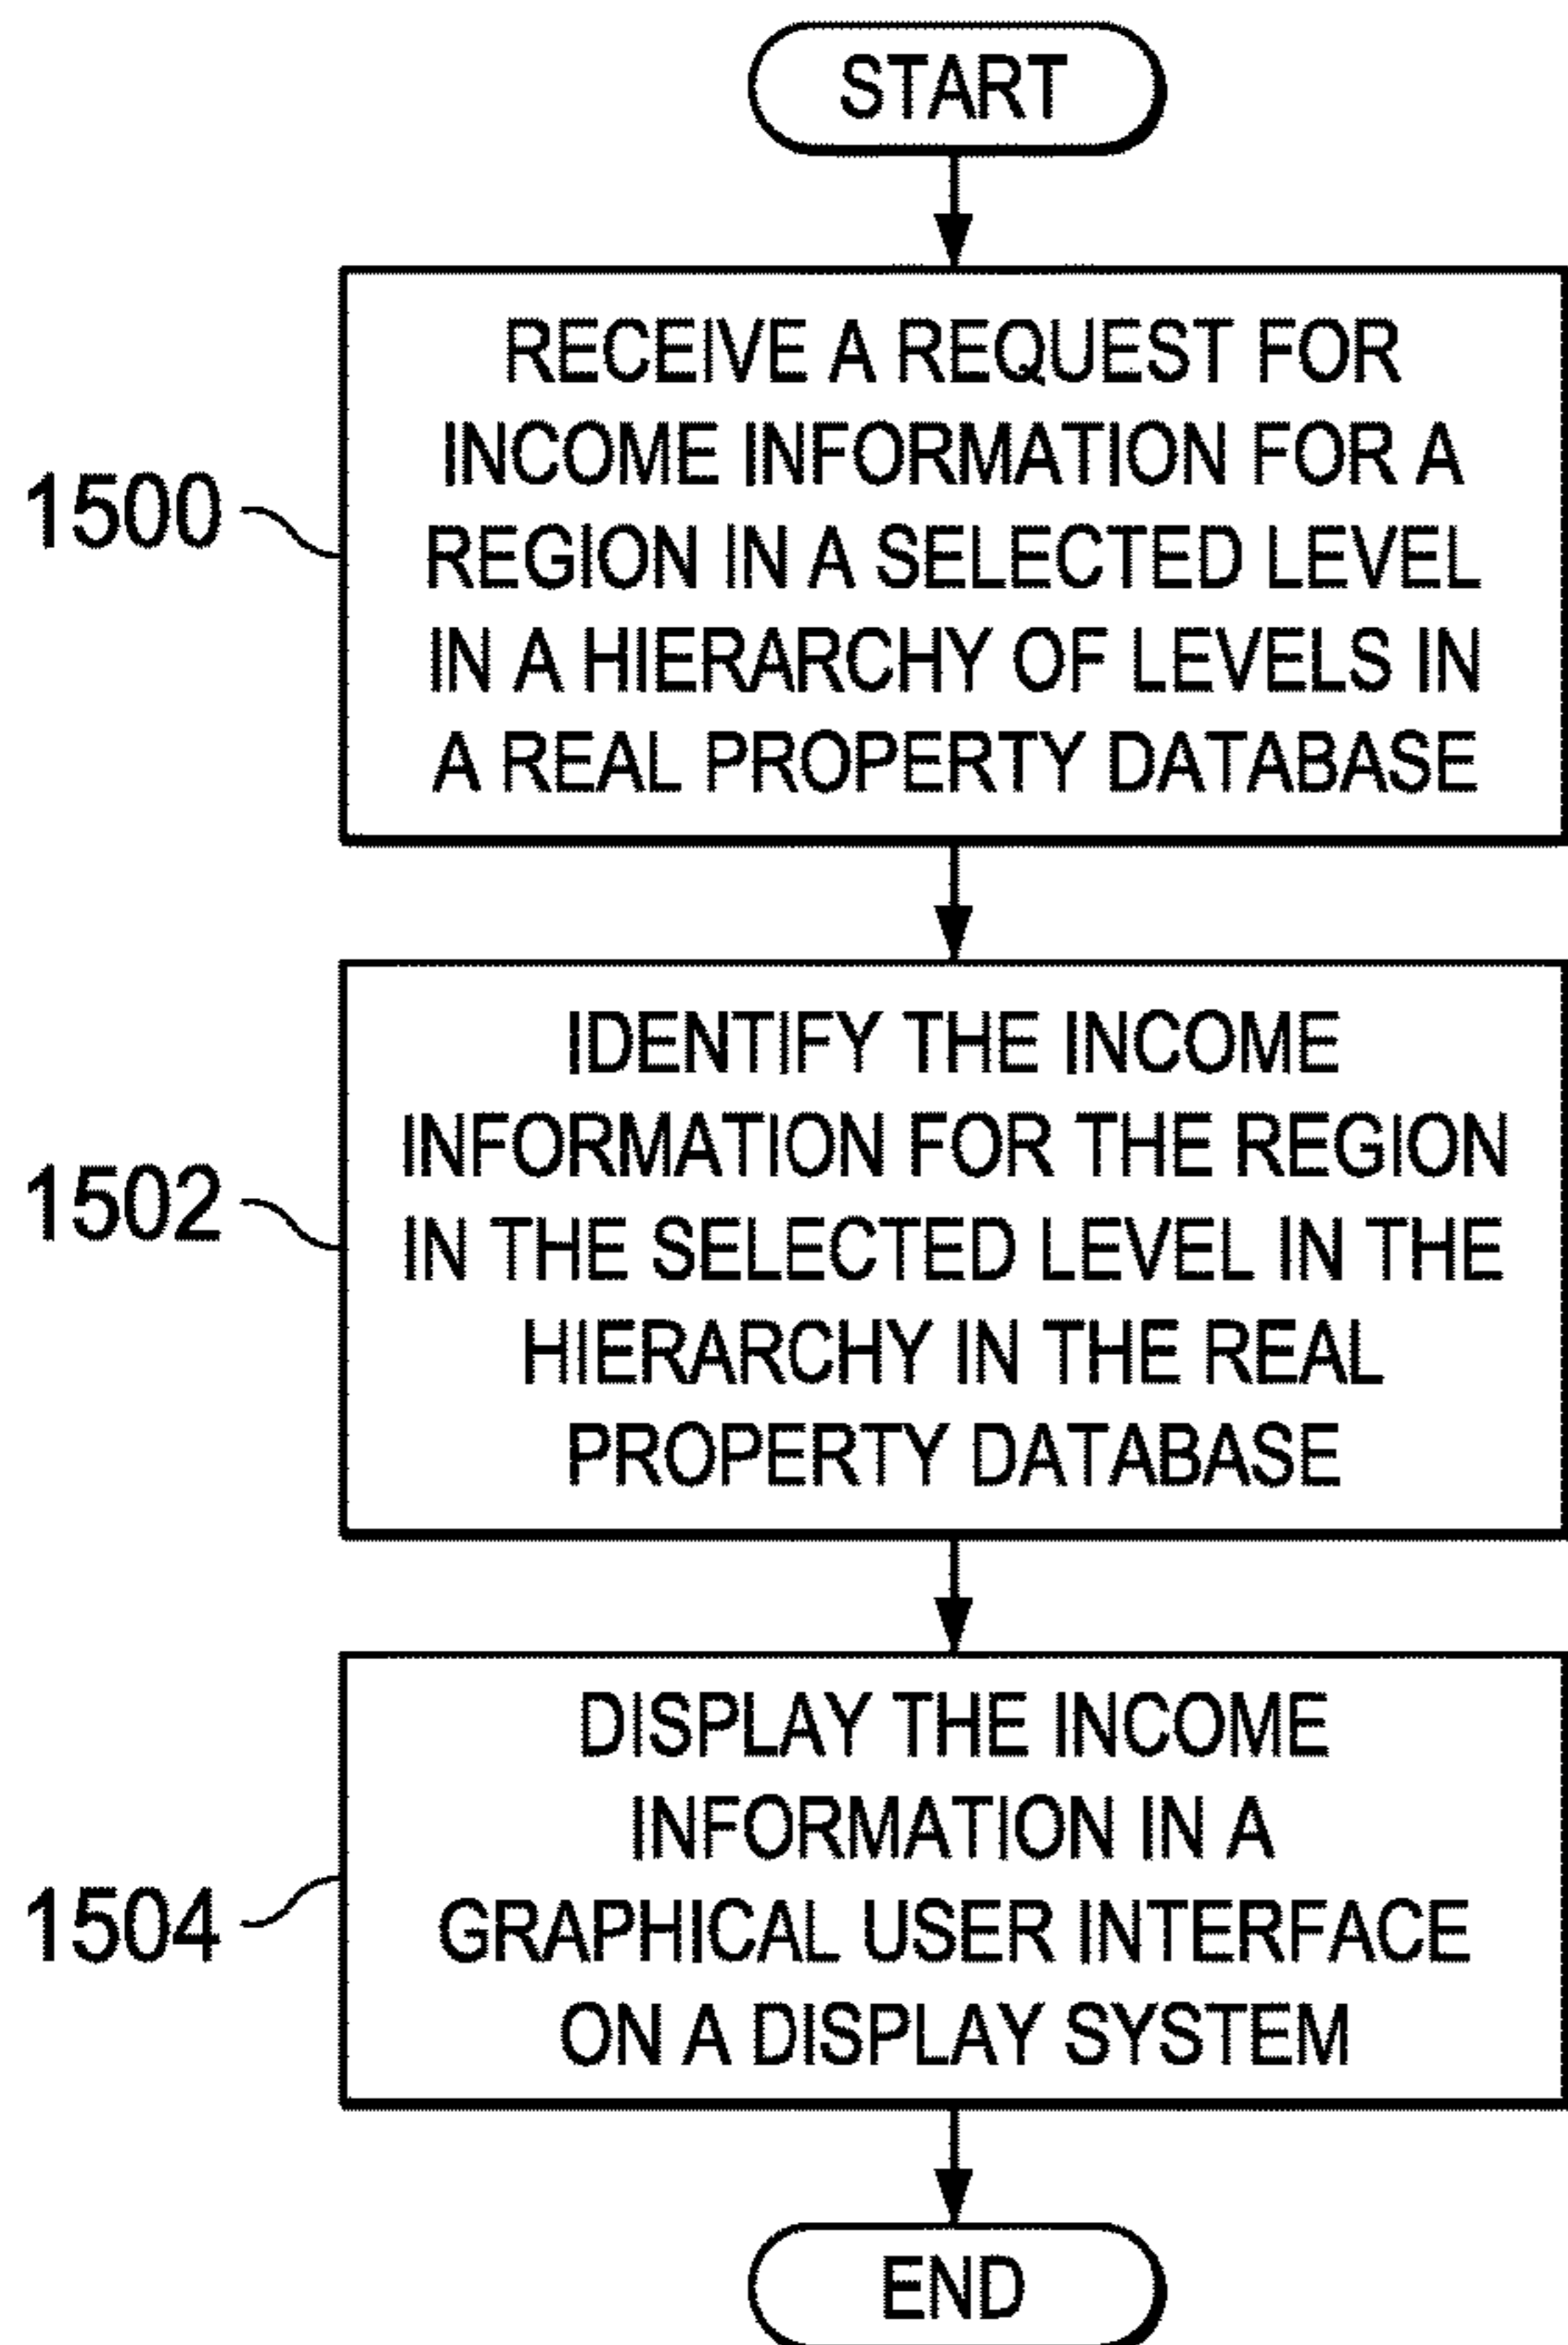 START
RECEIVE A REQUEST FOR
INCOME INFORMATION FOR A
REGION IN A SELECTED LEVEL
IN A HIERARCHY OF LEVELS IN
A REAL PROPERTY DATABASE
1500
IDENTIFY THE INCOME
INFORMATION FOR THE REGION
IN THE SELECTED LEVEL IN THE
HIERARCHY IN THE REAL
PROPERTY DATABASE
1502
DISPLAY THE INCOME
INFORMATION IN A
GRAPHICAL USER INTERFACE
ON A DISPLAY SYSTEM
1504
END